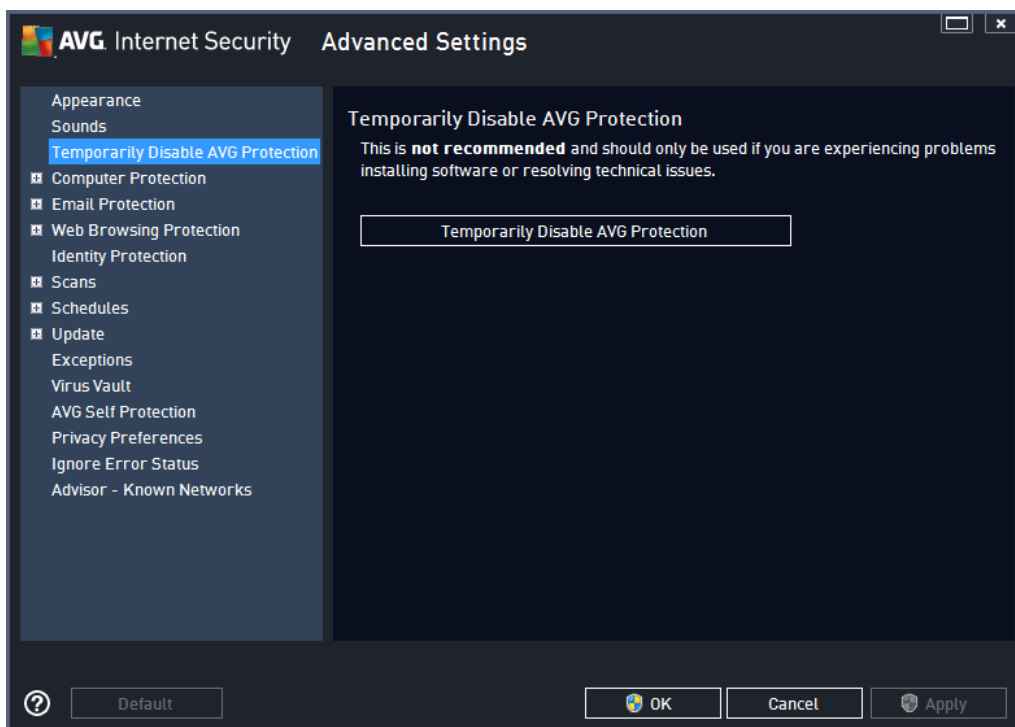 AVG. Internet Security Advanced Settings
Appearance
Sounds
Temporarily Disable AVG Protection
Computer Protection
Email Protection
Web Browsing Protection
Identity Protection
Scans
Schedules
Update
Exceptions
Virus Vault
AVG Self Protection
Privacy Preferences
Ignore Error Status
Advisor - Known Networks
Temporarily Disable AVG Protection
This is not recommended and should only be used if you are experiencing problems
installing software or resolving technical issues.
Temporarily Disable AVG Protection
? Default OK Cancel Apply